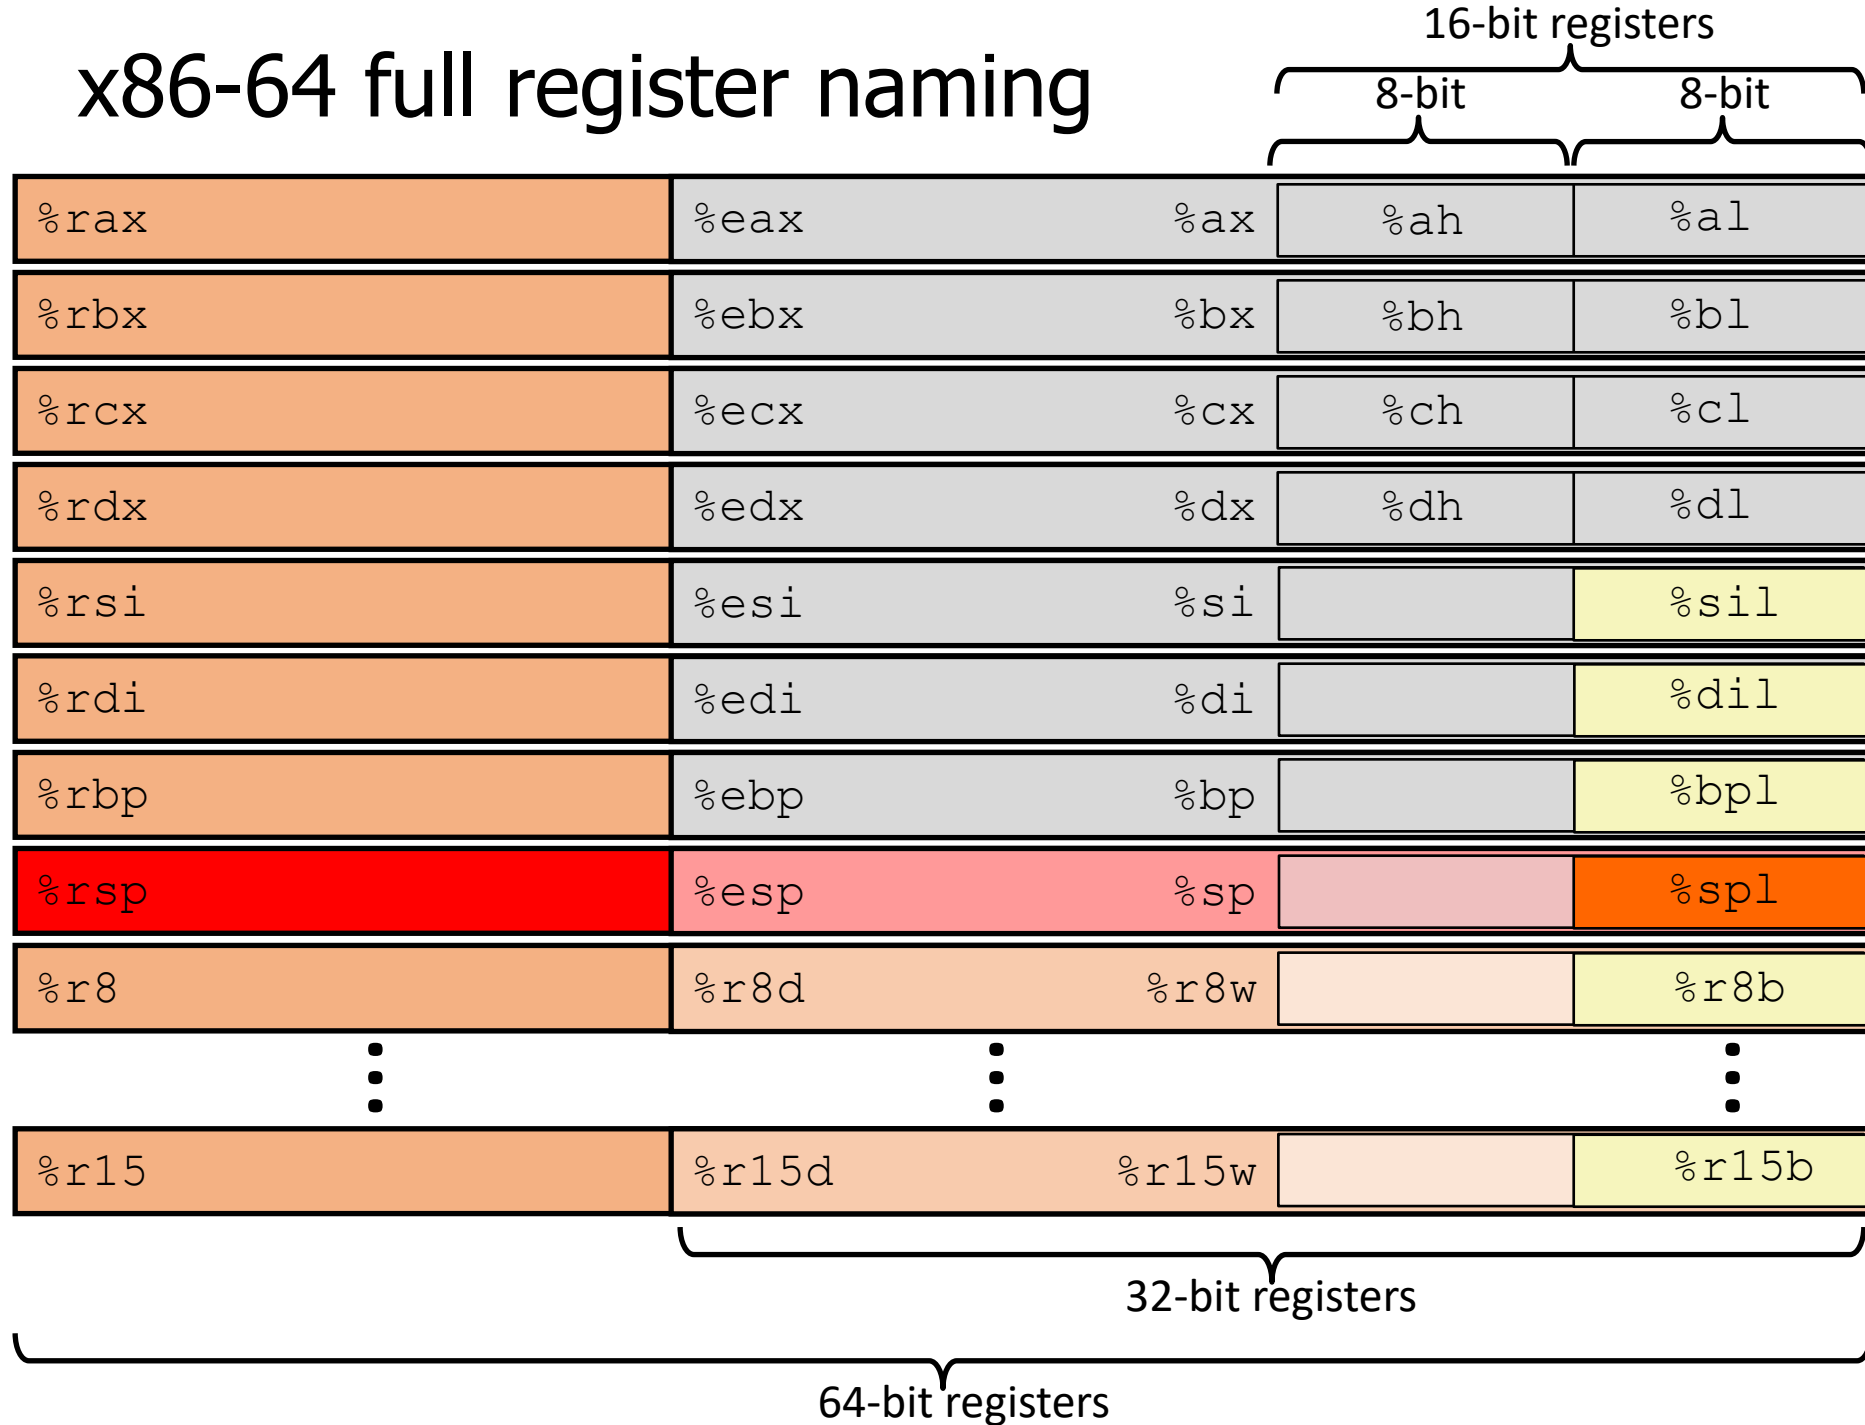 16-bit registers
x86-64 full register naming
8-bit 8-bit
%rax %eax %ax %ah %al
%rbx %ebx %bx %bh %bl
%rcx %ecx %cx %ch %cl
%rdx %edx %dx %dh %dl
%rsi %esi %si %sil
%rdi %edi %di %dil
%rbp %ebp %bp %bpl
%rsp %esp %sp %spl
%r8 %r8d %r8w %r8b
%r15 %r15d %r15w %r15b
32-bit registers
64-bit registers